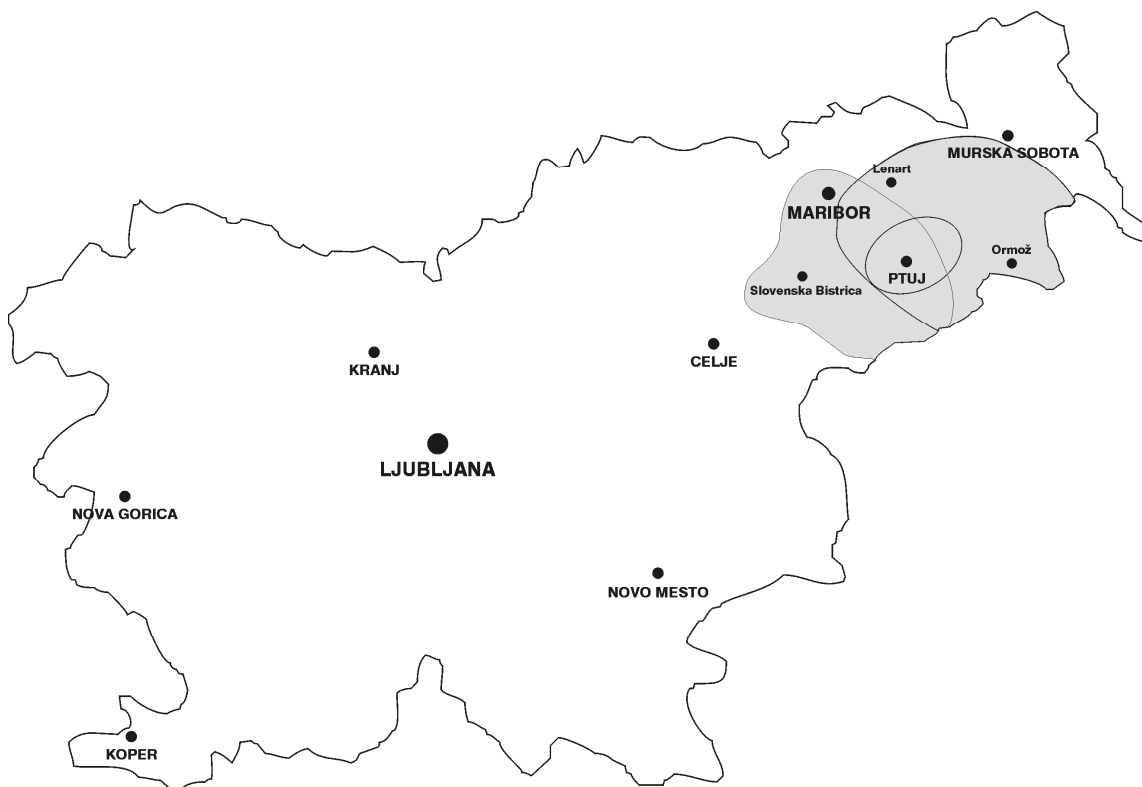 MURSKA SOBOTA
Lenart
MARIBOR
Ormož
PTUJ
Slovenska Bistrica
CELJE
KRANJ
LJUBLJANA
NOVA GORICA
NOVO MESTO
KOPER